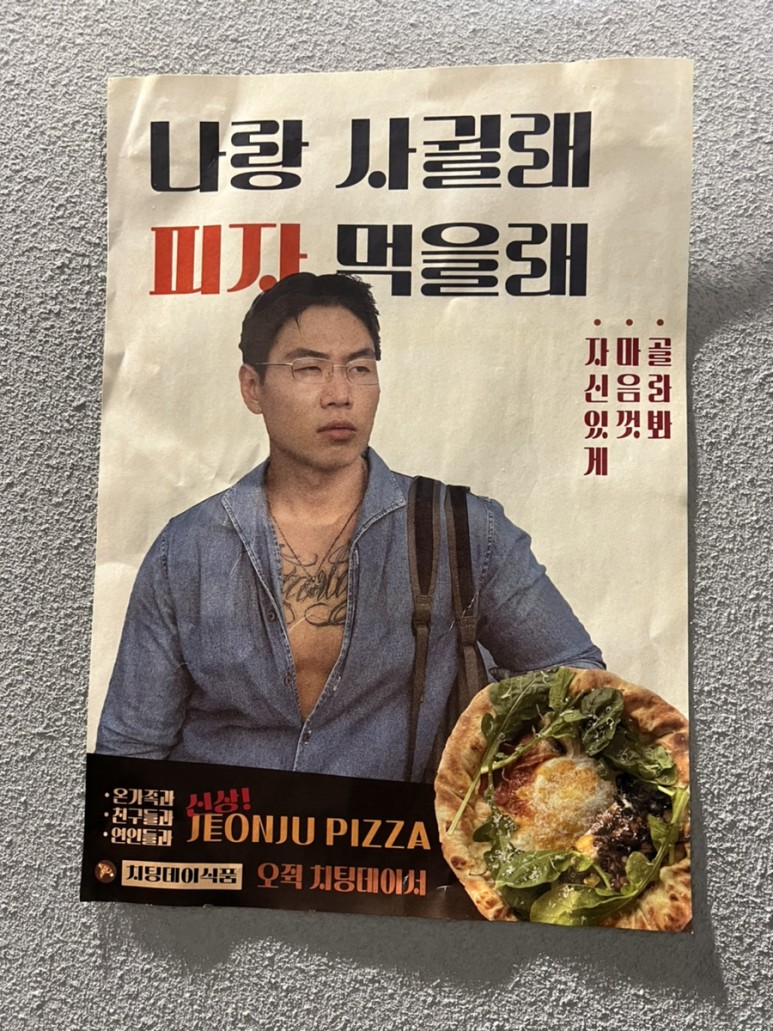 나랑 사귈래
피자 먹을래
골라봐
마음껏
자신있게
·온가족과
·친구들과
·연인들과
신상!
JEONJU PIZZA
치팅데이식품
오직 치팅데이서